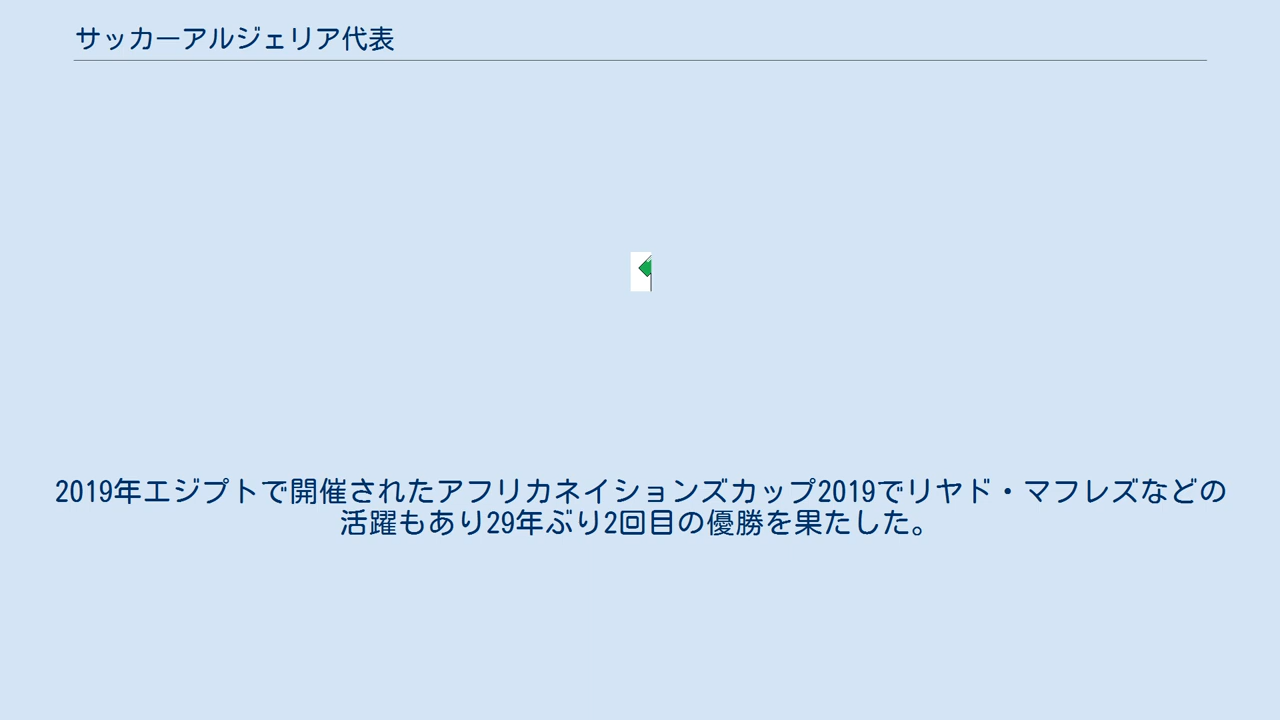 サッカーアルジェリア代表
2019年エジプトで開催されたアフリカネイションズカップ2019でリヤド・マフレズなどの
活躍もあり29年ぶり2回目の優勝を果たした。